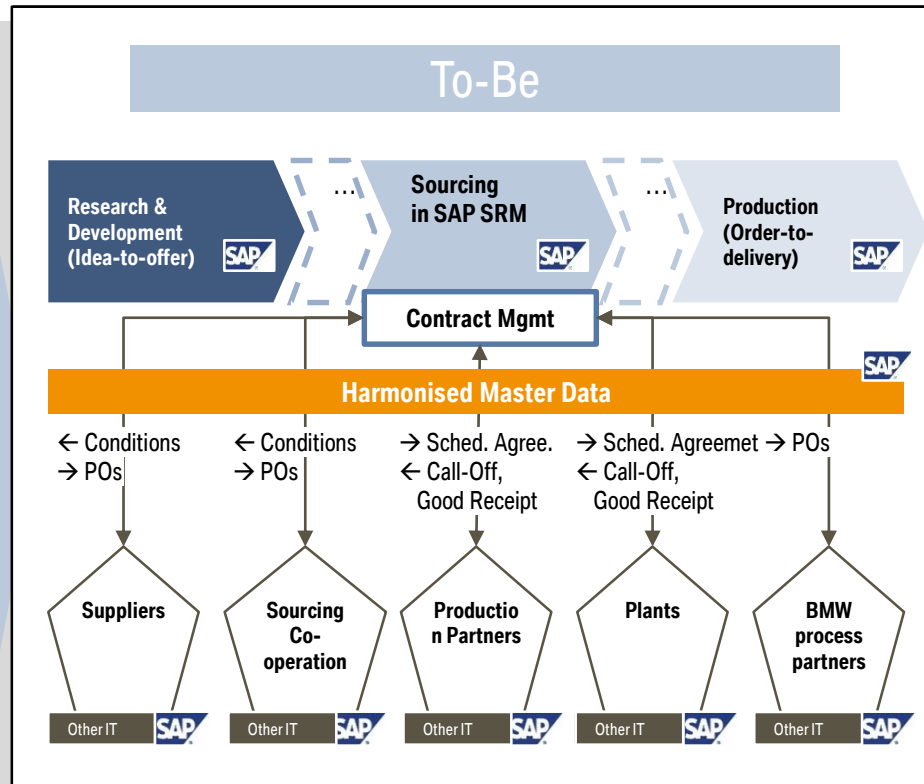 To-Be
Research &
Development
(Idea-to-offer)
SAP
...
Sourcing
in SAP SRM
SAP
...
Production
(Order-to-
delivery)
SAP
Contract Mgmt
SAP
Harmonised Master Data
← Conditions
→ POs
← Conditions
→ POs
→ Sched. Agree.
← Call-Off,
Good Receipt
→ Sched. Agreemet
← Call-Off,
Good Receipt
→ POs
Suppliers
Sourcing
Co-
operation
Productio
n Partners
Plants
BMW
process
partners
Other IT
SAP
Other IT
SAP
Other IT
SAP
Other IT
SAP
Other IT
SAP